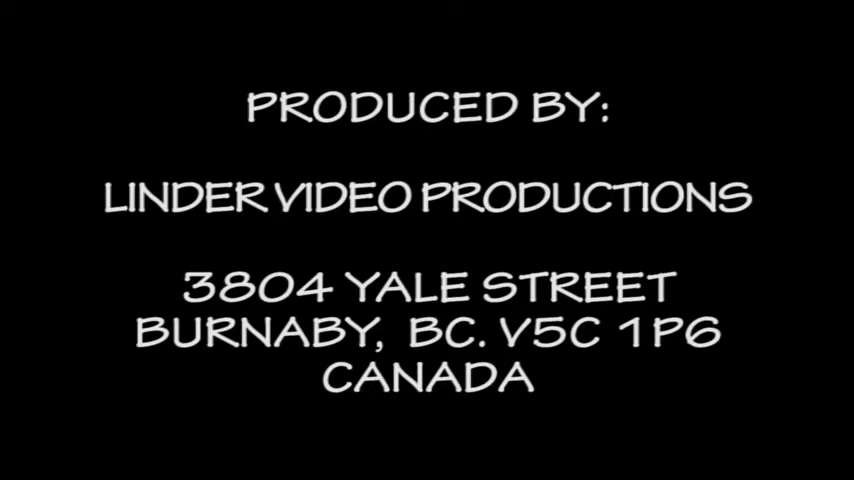 PRODUCED BY:
LINDER VIDEO PRODUCTIONS
3804 YALE STREET
BURNABY, BC. V5C 1P6
CANADA